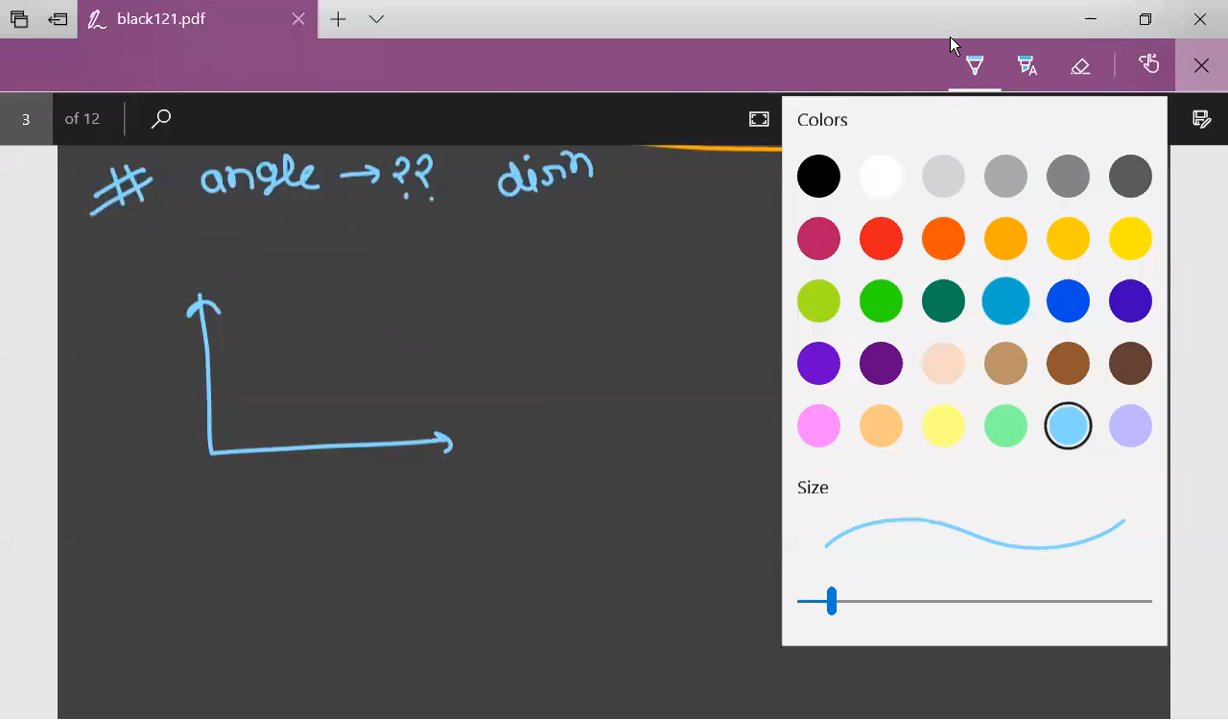 black121.pdf
3 of 12
# angle → ?? dirn
Colors
Size